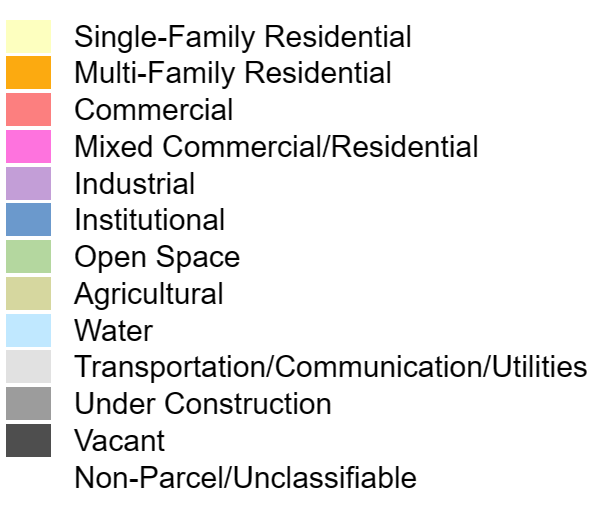 Single-Family Residential
Multi-Family Residential
Commercial
Mixed Commercial/Residential
Industrial
Institutional
Open Space
Agricultural
Water
Transportation/Communication/Utilities
Under Construction
Vacant
Non-Parcel/Unclassifiable